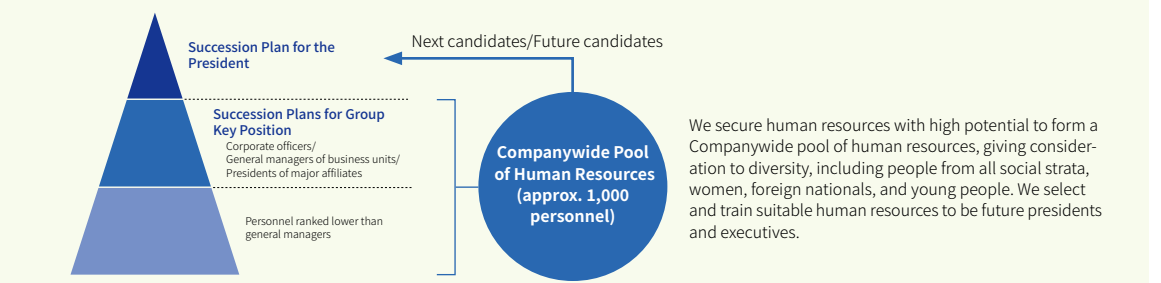 Succession Plan for the
President
Next candidates/Future candidates
Succession Plans for Group
Key Position
Corporate officers/
General managers of business units/
Presidents of major affiliates
Personnel ranked lower than
general managers
Companywide Pool
of Human Resources
(approx. 1,000
personnel)
We secure human resources with high potential to form a
Companywide pool of human resources, giving consider-
ation to diversity, including people from all social strata,
women, foreign nationals, and young people. We select
and train suitable human resources to be future presidents
and executives.